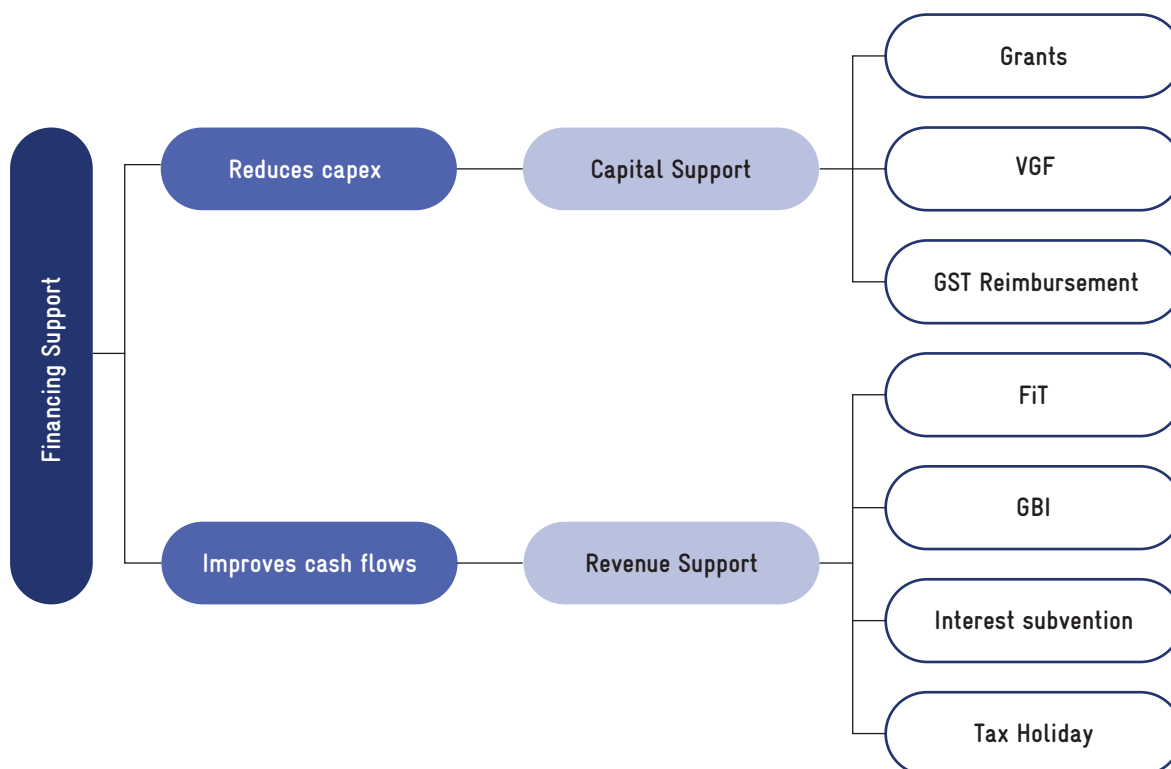 Financing Support
Reduces capex
Capital Support
Grants
VGF
GST Reimbursement
Improves cash flows
Revenue Support
FiT
GBI
Interest subvention
Tax Holiday